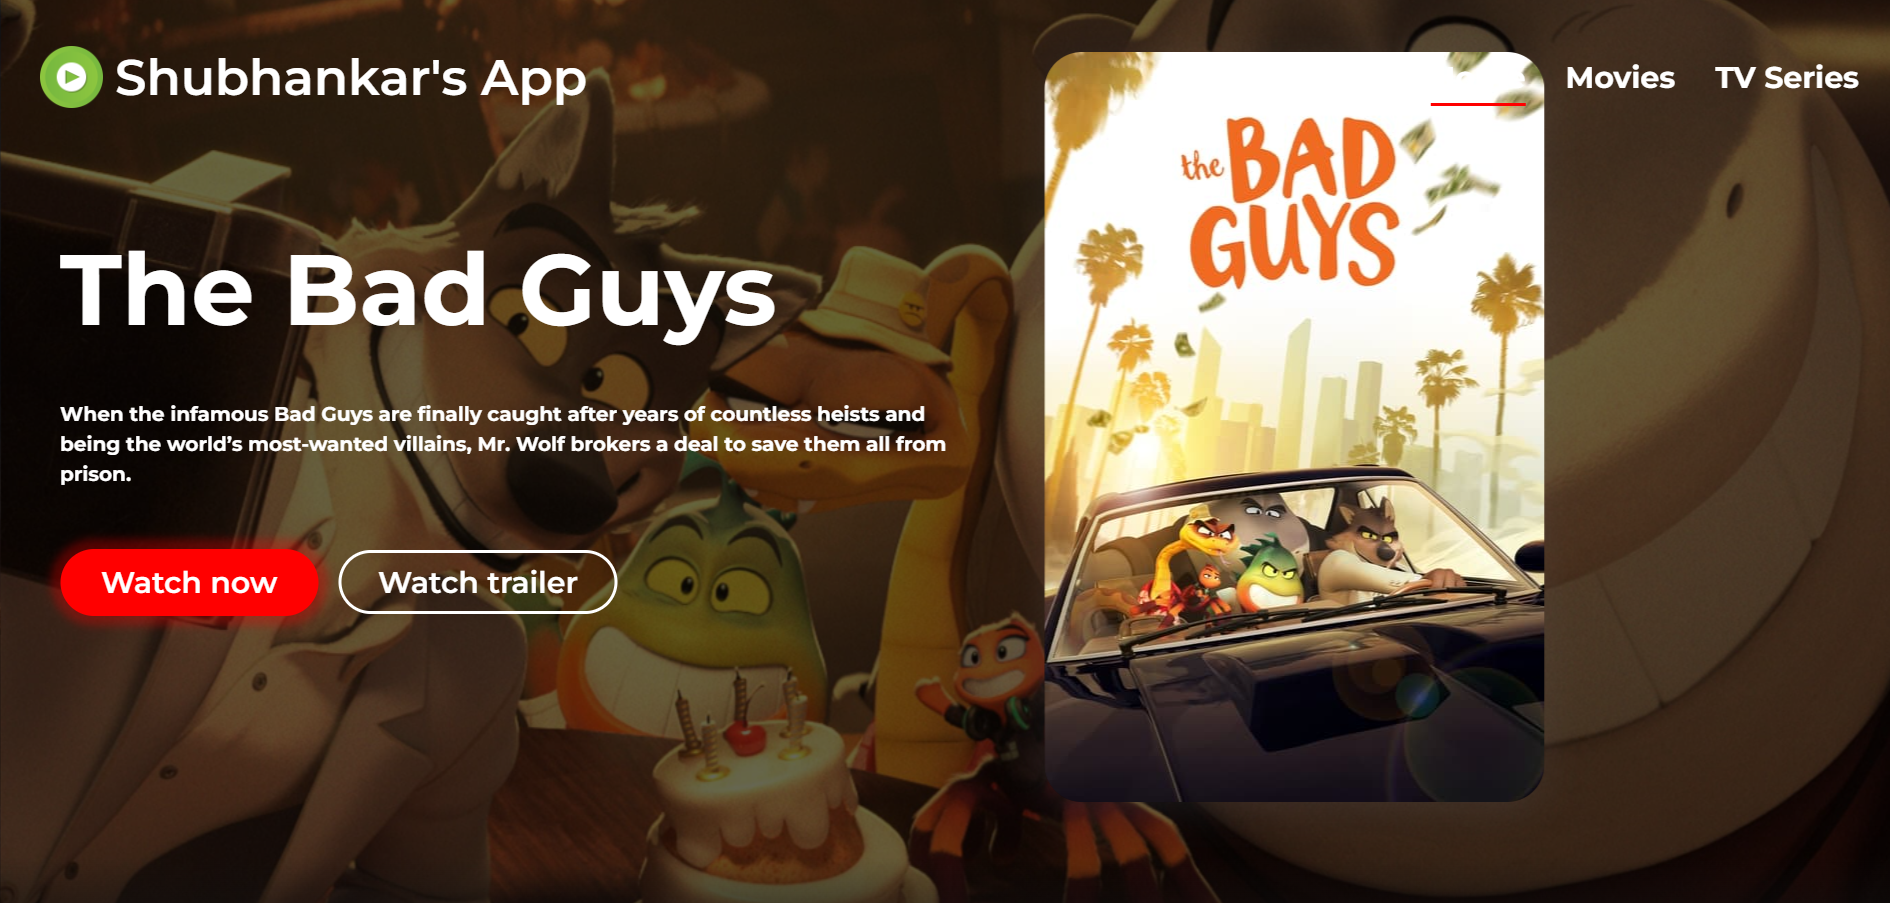 Shubhankar's App
Movies
TV Series
the BAD
GUYS
The Bad Guys
When the infamous Bad Guys are finally caught after years of countless heists and
being the world’s most-wanted villains, Mr. Wolf brokers a deal to save them all from
prison.
Watch now
Watch trailer